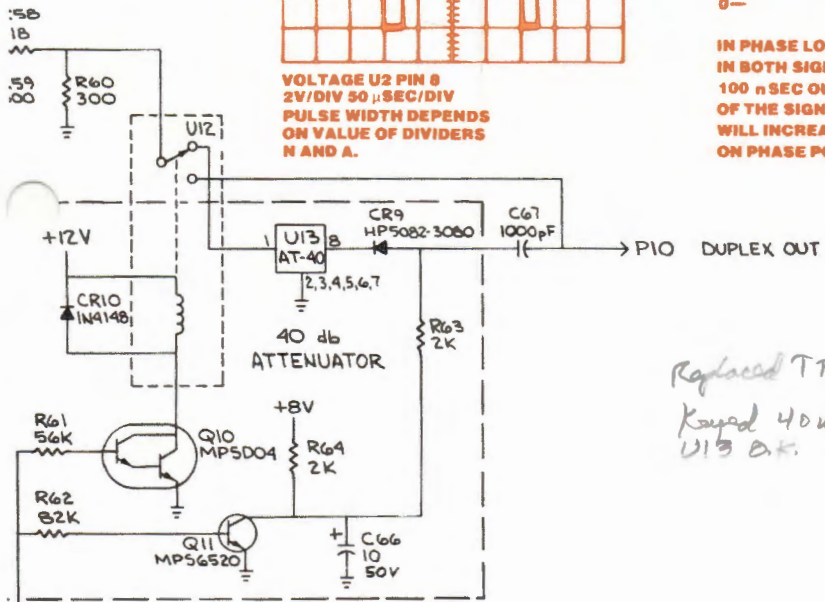 :58
18
:59
00
R60
300
U12
VOLTAGE U2 PIN 8
2V/DIV 50 μSEC/DIV
PULSE WIDTH DEPENDS
ON VALUE OF DIVIDERS
N AND A.
0—
IN PHASE LO
IN BOTH SIG
100 n SEC OU
OF THE SIGN
WILL INCREA
ON PHASE PO
+12V
CR10
1N4148
1
U13
8
AT-40
2,3,4,5,6,7
CR9
HP5082-3080
C67
1000pF
P10 DUPLEX OUT
40 db
ATTENUATOR
R63
2K
+8V
R64
2K
R61
56K
Q10
MPSD04
R62
82K
Q11
MPS6520
+
C66
10
50V
Replaced
Keyed 40
U13 O.K.